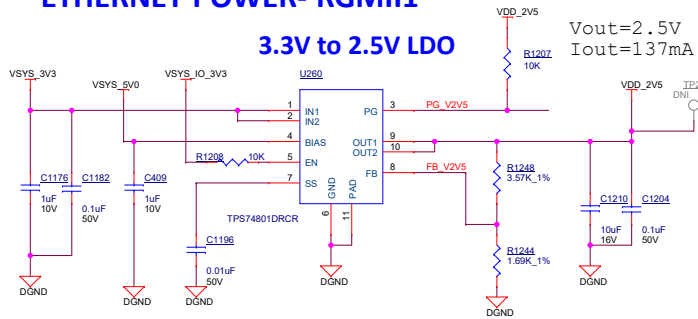 ETHERNET POWER- RGMII1
3.3V to 2.5V LDO
Vout=2.5V
Iout=137mA
VDD_2V5
R1207
10K
VSYS_3V3
VSYS_5V0
VSYS_IO_3V3
U260
VDD_2V5
DNI
1
IN1
2
IN2
PG
3
PG_V2V5
4
BIAS
OUT1
9
OUT2
10
R1208
10K
5
EN
FB
8
FB_V2V5
7
SS
GND
PAD
6
11
TPS74801DRCR
C1176
1uF
10V
C1182
0.1uF
50V
C409
1uF
10V
C1196
0.01uF
50V
R1248
3.57K_1%
R1244
1.69K_1%
C1210
10uF
16V
C1204
0.1uF
50V
DGND
DGND
DGND
DGND
DGND
DGND